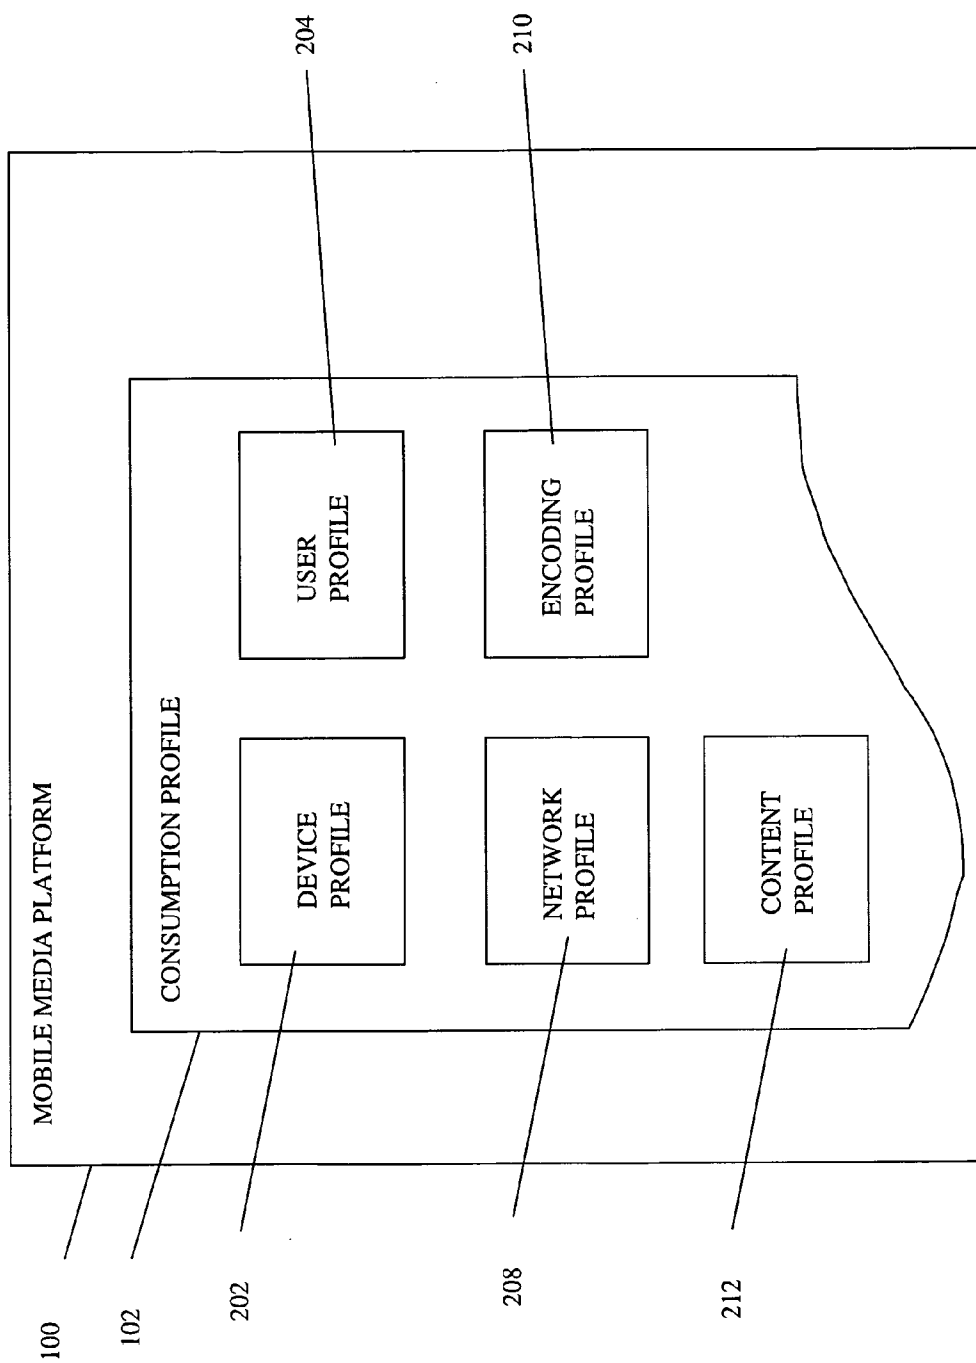 MOBILE MEDIA PLATFORM
CONSUMPTION PROFILE
DEVICE
PROFILE
USER
PROFILE
NETWORK
PROFILE
ENCODING
PROFILE
CONTENT
PROFILE
100
102
202
204
208
210
212